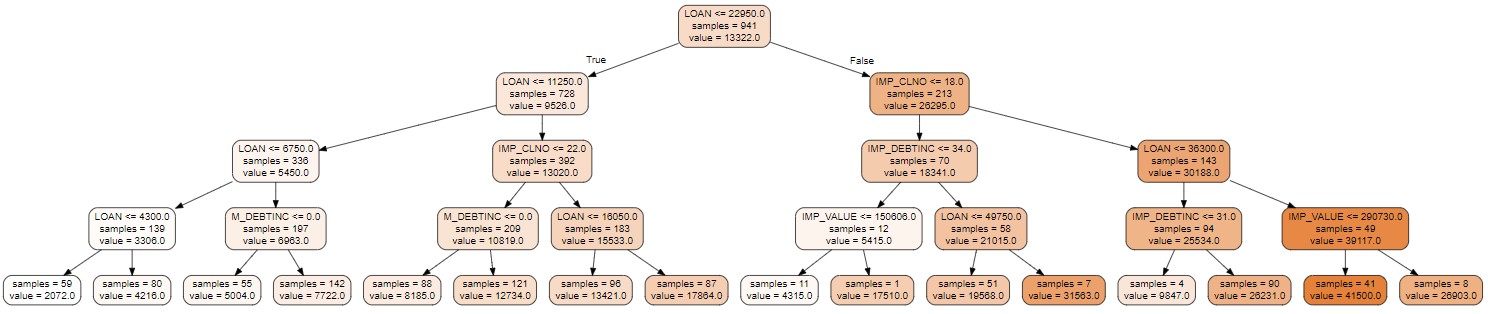 LOAN <= 22950.0
samples = 941
value = 13322.0
True
False
LOAN <= 11250.0
samples = 728
value = 9526.0
IMP_CLNO <= 18.0
samples = 213
value = 26295.0
LOAN <= 6750.0
samples = 336
value = 5450.0
IMP_CLNO <= 22.0
samples = 392
value = 13020.0
IMP_DEBTINC <= 34.0
samples = 70
value = 18341.0
LOAN <= 36300.0
samples = 143
value = 30188.0
LOAN <= 4300.0
samples = 139
value = 3306.0
M_DEBTINC <= 0.0
samples = 197
value = 6963.0
M_DEBTINC <= 0.0
samples = 209
value = 10819.0
LOAN <= 16050.0
samples = 183
value = 15533.0
IMP_VALUE <= 150606.0
samples = 12
value = 5415.0
LOAN <= 49750.0
samples = 58
value = 21015.0
IMP_DEBTINC <= 31.0
samples = 94
value = 25534.0
IMP_VALUE <= 290730.0
samples = 49
value = 39117.0
samples = 59
value = 2072.0
samples = 80
value = 4216.0
samples = 55
value = 5004.0
samples = 142
value = 7722.0
samples = 88
value = 8185.0
samples = 121
value = 12734.0
samples = 96
value = 13421.0
samples = 87
value = 17864.0
samples = 11
value = 4315.0
samples = 1
value = 17510.0
samples = 51
value = 19568.0
samples = 7
value = 31563.0
samples = 4
value = 9847.0
samples = 90
value = 26231.0
samples = 41
value = 41500.0
samples = 8
value = 26903.0